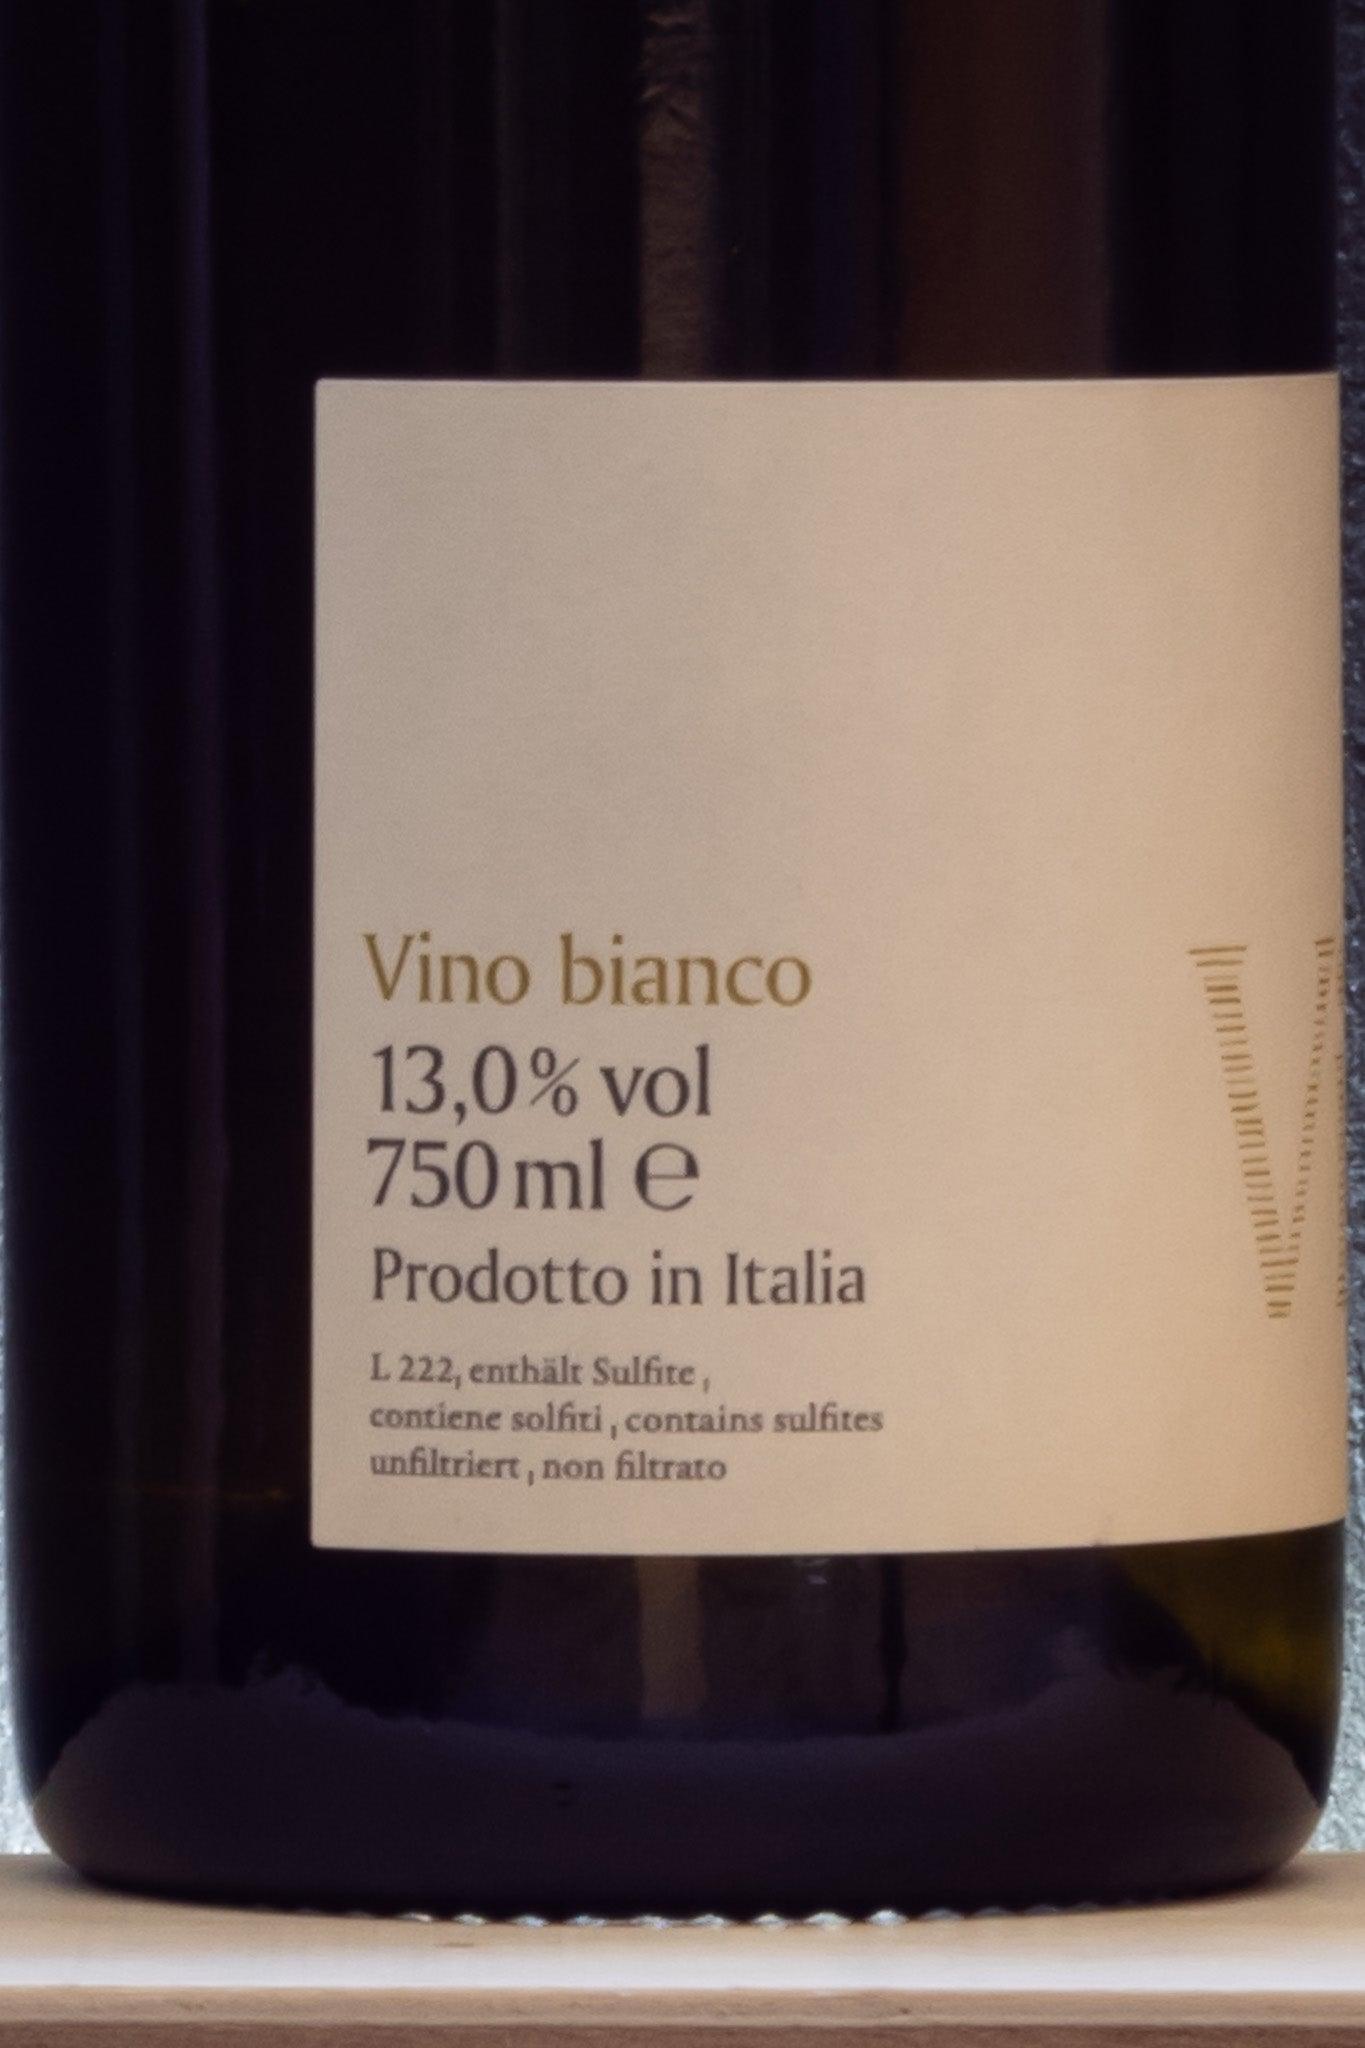 Vino bianco
13,0% vol
750 ml ℮
Prodotto in Italia
L 222, enthält Sulfite,
contiene solfiti, contains sulfites
unfiltriert, non filtrato